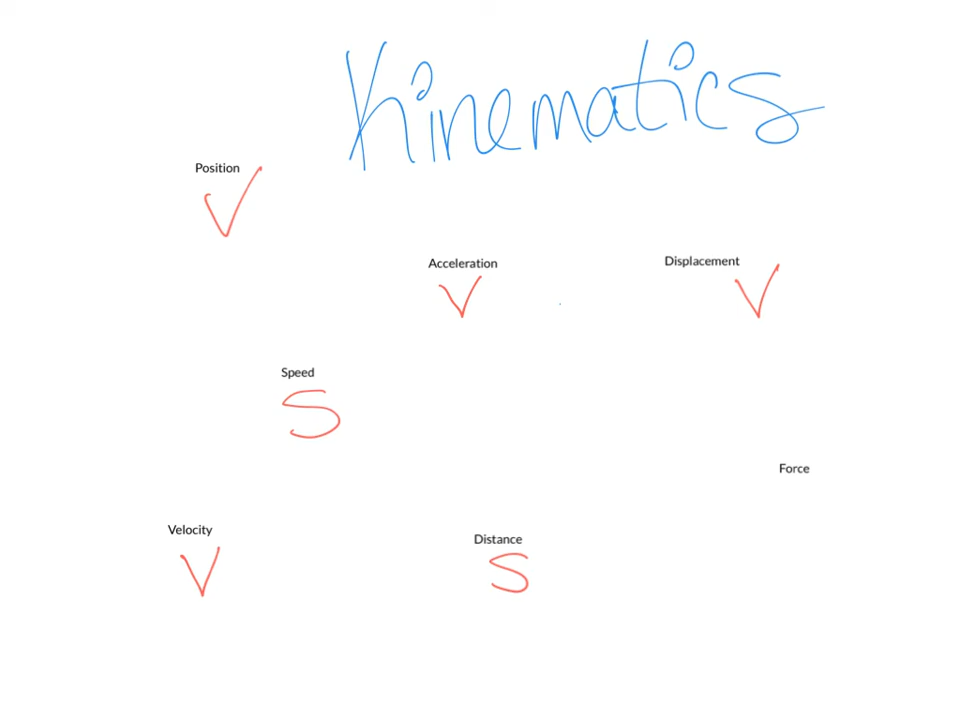 Kinematics
Position
V
Acceleration
V
Displacement
V
Speed
S
Force
Velocity
V
Distance
S